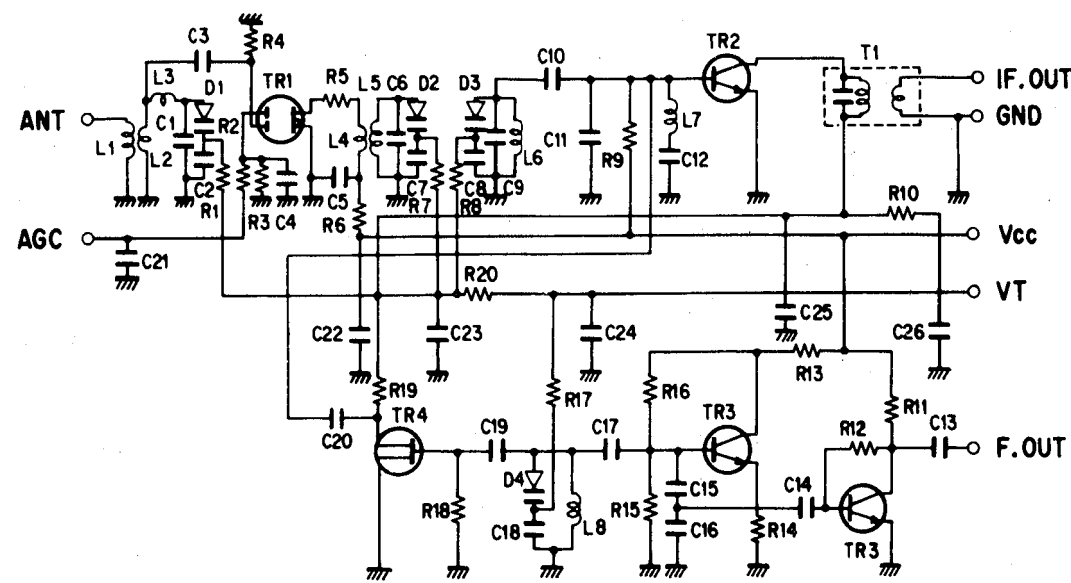 C3
R4
TR1
R5
L5
C6
D2
D3
C10
TR2
T1
L3
D1
ANT
C1
R2
L4
L1
L2
C11
R9
L7
C12
L6
IF.OUT
GND
C2
R1
R3
C4
C5
R6
C7
R7
C8
R8
C9
R10
AGC
C21
Vcc
R20
VT
C22
C23
C24
C25
C26
R13
R19
R17
R16
R11
TR4
C20
C19
C17
TR3
R12
C13
F.OUT
D4
R18
C18
L8
R15
C15
C16
C14
R14
TR3